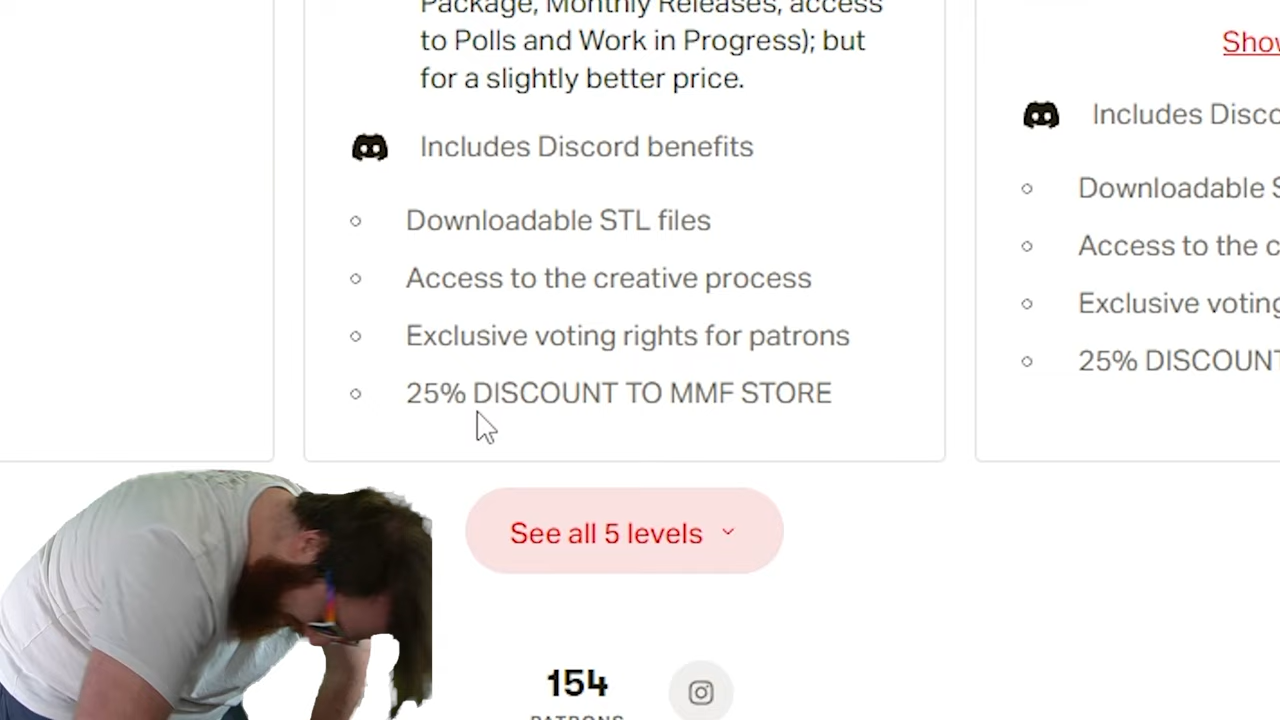 Package, Monthly Releases, access
to Polls and Work in Progress); but
for a slightly better price.
Includes Discord benefits
Downloadable STL files
Access to the creative process
Exclusive voting rights for patrons
25% DISCOUNT TO MMF STORE
Show
Includes Disco
Downloadable S
Access to the c
Exclusive voting
25% DISCOUNT
See all 5 levels
154
PATRONS